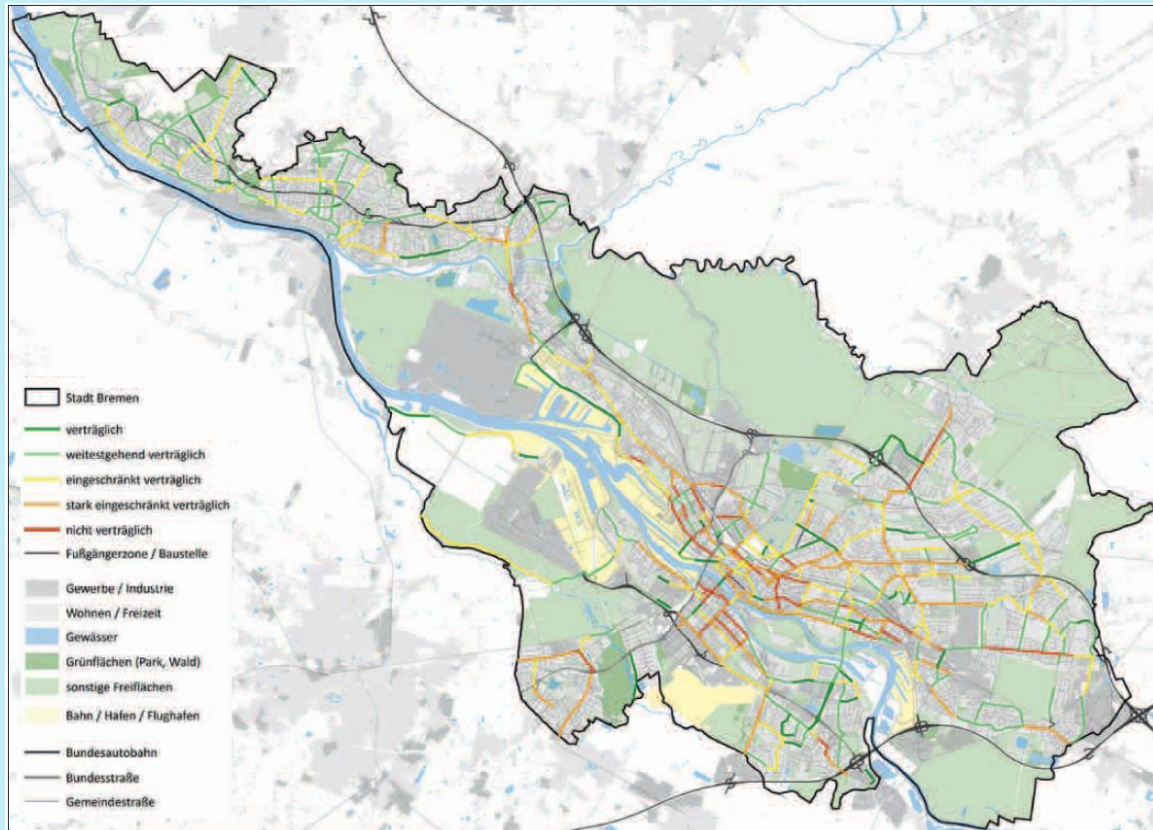 Stadt Bremen
verträglich
weitestgehend verträglich
eingeschränkt verträglich
stark eingeschränkt verträglich
nicht verträglich
Fußgängerzone / Baustelle
Gewerbe / Industrie
Wohnen / Freizeit
Gewässer
Grünflächen (Park, Wald)
sonstige Freiflächen
Bahn / Hafen / Flughafen
Bundesautobahn
Bundesstraße
Gemeindestraße